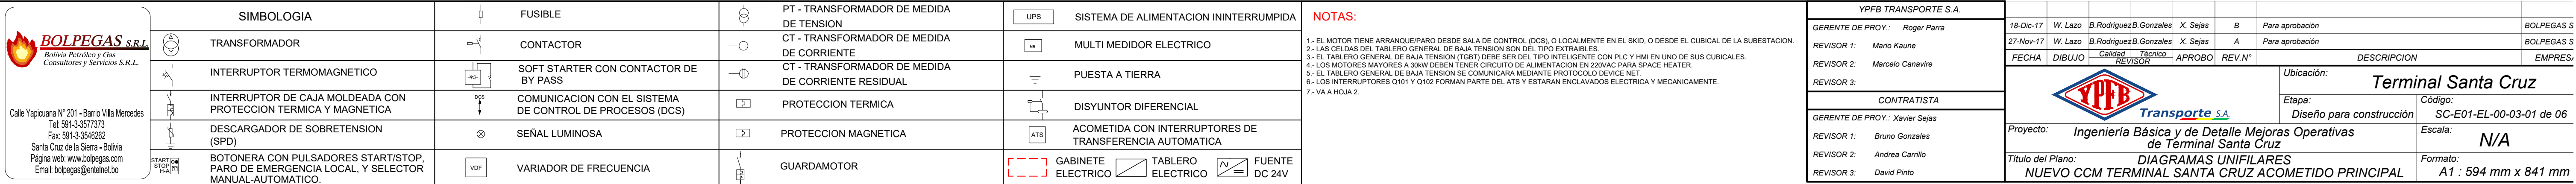 BOLPEGAS S.R.L.
Bolivia Petróleo y Gas
Consultores y Servicios S.R.L.
Calle Yapicuana N° 201 - Barrio Villa Mercedes
Tel: 591-3-3577373
Fax: 591-3-3546262
Santa Cruz de la Sierra - Bolivia
Página web: www.bolpegas.com
Email: bolpegas@entelnet.bo
SIMBOLOGIA
TRANSFORMADOR
INTERRUPTOR TERMOMAGNETICO
INTERRUPTOR DE CAJA MOLDEADA CON
PROTECCION TERMICA Y MAGNETICA
DESCARGADOR DE SOBRETENSION
(SPD)
START
STOP
H-A
BOTONERA CON PULSADORES START/STOP,
PARO DE EMERGENCIA LOCAL, Y SELECTOR
MANUAL-AUTOMATICO.
FUSIBLE
CONTACTOR
SOFT STARTER CON CONTACTOR DE
BY PASS
DCS
COMUNICACION CON EL SISTEMA
DE CONTROL DE PROCESOS (DCS)
SEÑAL LUMINOSA
VDF
VARIADOR DE FRECUENCIA
PT - TRANSFORMADOR DE MEDIDA
DE TENSION
CT - TRANSFORMADOR DE MEDIDA
DE CORRIENTE
CT - TRANSFORMADOR DE MEDIDA
DE CORRIENTE RESIDUAL
PROTECCION TERMICA
PROTECCION MAGNETICA
GUARDAMOTOR
UPS
SISTEMA DE ALIMENTACION ININTERRUMPIDA
MULTI MEDIDOR ELECTRICO
PUESTA A TIERRA
DISYUNTOR DIFERENCIAL
ATS
ACOMETIDA CON INTERRUPTORES DE
TRANSFERENCIA AUTOMATICA
GABINETE
ELECTRICO
TABLERO
ELECTRICO
FUENTE
DC 24V
NOTAS:
1.- EL MOTOR TIENE ARRANQUE/PARO DESDE SALA DE CONTROL (DCS), O LOCALMENTE EN EL SKID, O DESDE EL CUBICAL DE LA SUBESTACION.
2.- LAS CELDAS DEL TABLERO GENERAL DE BAJA TENSION SON DEL TIPO EXTRAIBLES.
3.- EL TABLERO GENERAL DE BAJA TENSION (TGBT) DEBE SER DEL TIPO INTELIGENTE CON PLC Y HMI EN UNO DE SUS CUBICALES.
4.- LOS MOTORES MAYORES A 30kW DEBEN TENER CIRCUITO DE ALIMENTACION EN 220VAC PARA SPACE HEATER.
5.- EL TABLERO GENERAL DE BAJA TENSION SE COMUNICARA MEDIANTE PROTOCOLO DEVICE NET.
6.- LOS INTERRUPTORES Q101 Y Q102 FORMAN PARTE DEL ATS Y ESTARAN ENCLAVADOS ELECTRICA Y MECANICAMENTE.
7.- VA A HOJA 2.
YPFB TRANSPORTE S.A.
GERENTE DE PROY.: Roger Parra
REVISOR 1: Mario Kaune
REVISOR 2: Marcelo Canavire
REVISOR 3:
CONTRATISTA
GERENTE DE PROY.: Xavier Sejas
REVISOR 1: Bruno Gonzales
REVISOR 2: Andrea Carrillo
REVISOR 3: David Pinto
18-Dic-17 W. Lazo B.Rodriguez B.Gonzales X. Sejas B Para aprobación BOLPEGAS S
27-Nov-17 W. Lazo B.Rodriguez B.Gonzales X. Sejas A Para aprobación BOLPEGAS S
FECHA DIBUJO Calidad Técnico REVISOR APROBO REV.N° DESCRIPCION EMPRESA
YPFB
Transporte S.A.
Ubicación:
Terminal Santa Cruz
Etapa:
Diseño para construcción
Código:
SC-E01-EL-00-03-01 de 06
Proyecto:
Ingeniería Básica y de Detalle Mejoras Operativas
de Terminal Santa Cruz
Escala:
N/A
Título del Plano:
DIAGRAMAS UNIFILARES
NUEVO CCM TERMINAL SANTA CRUZ ACOMETIDO PRINCIPAL
Formato:
A1 : 594 mm x 841 mm